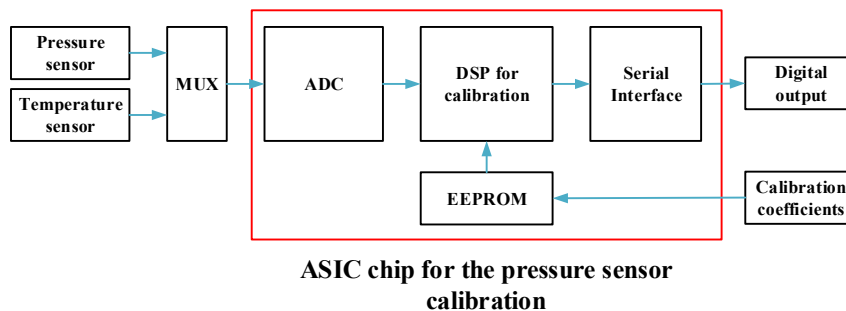 Pressure
sensor
Temperature
sensor
MUX
ADC
DSP for
calibration
Serial
Interface
Digital
output
EEPROM
Calibration
coefficients
ASIC chip for the pressure sensor
calibration